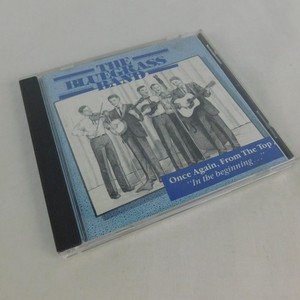 THE
BLUEGRASS
BAND
Once Again, From The Top
"In the beginning..."